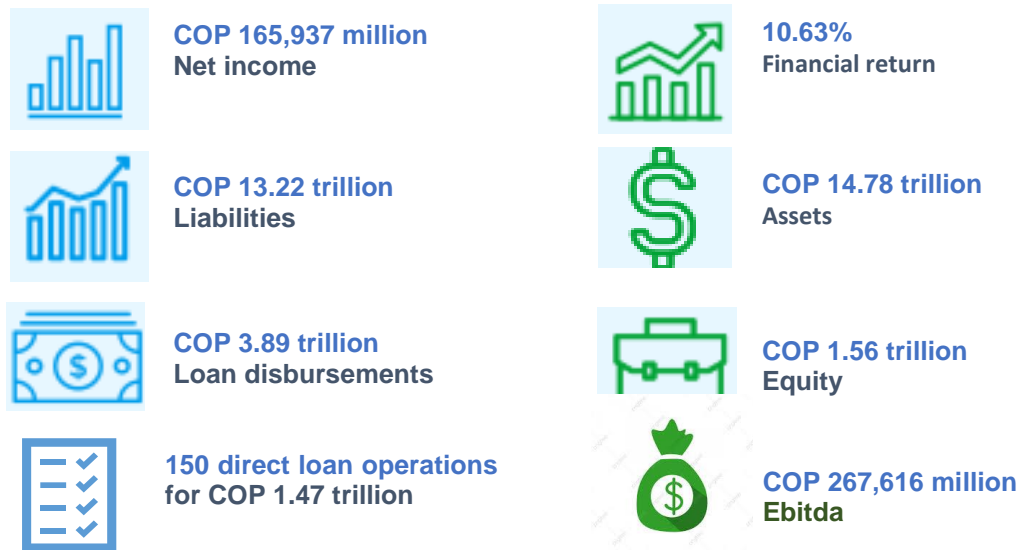 COP 165,937 million
Net income
10.63%
Financial return
COP 13.22 trillion
Liabilities
COP 14.78 trillion
Assets
COP 3.89 trillion
Loan disbursements
COP 1.56 trillion
Equity
150 direct loan operations
for COP 1.47 trillion
COP 267,616 million
Ebitda